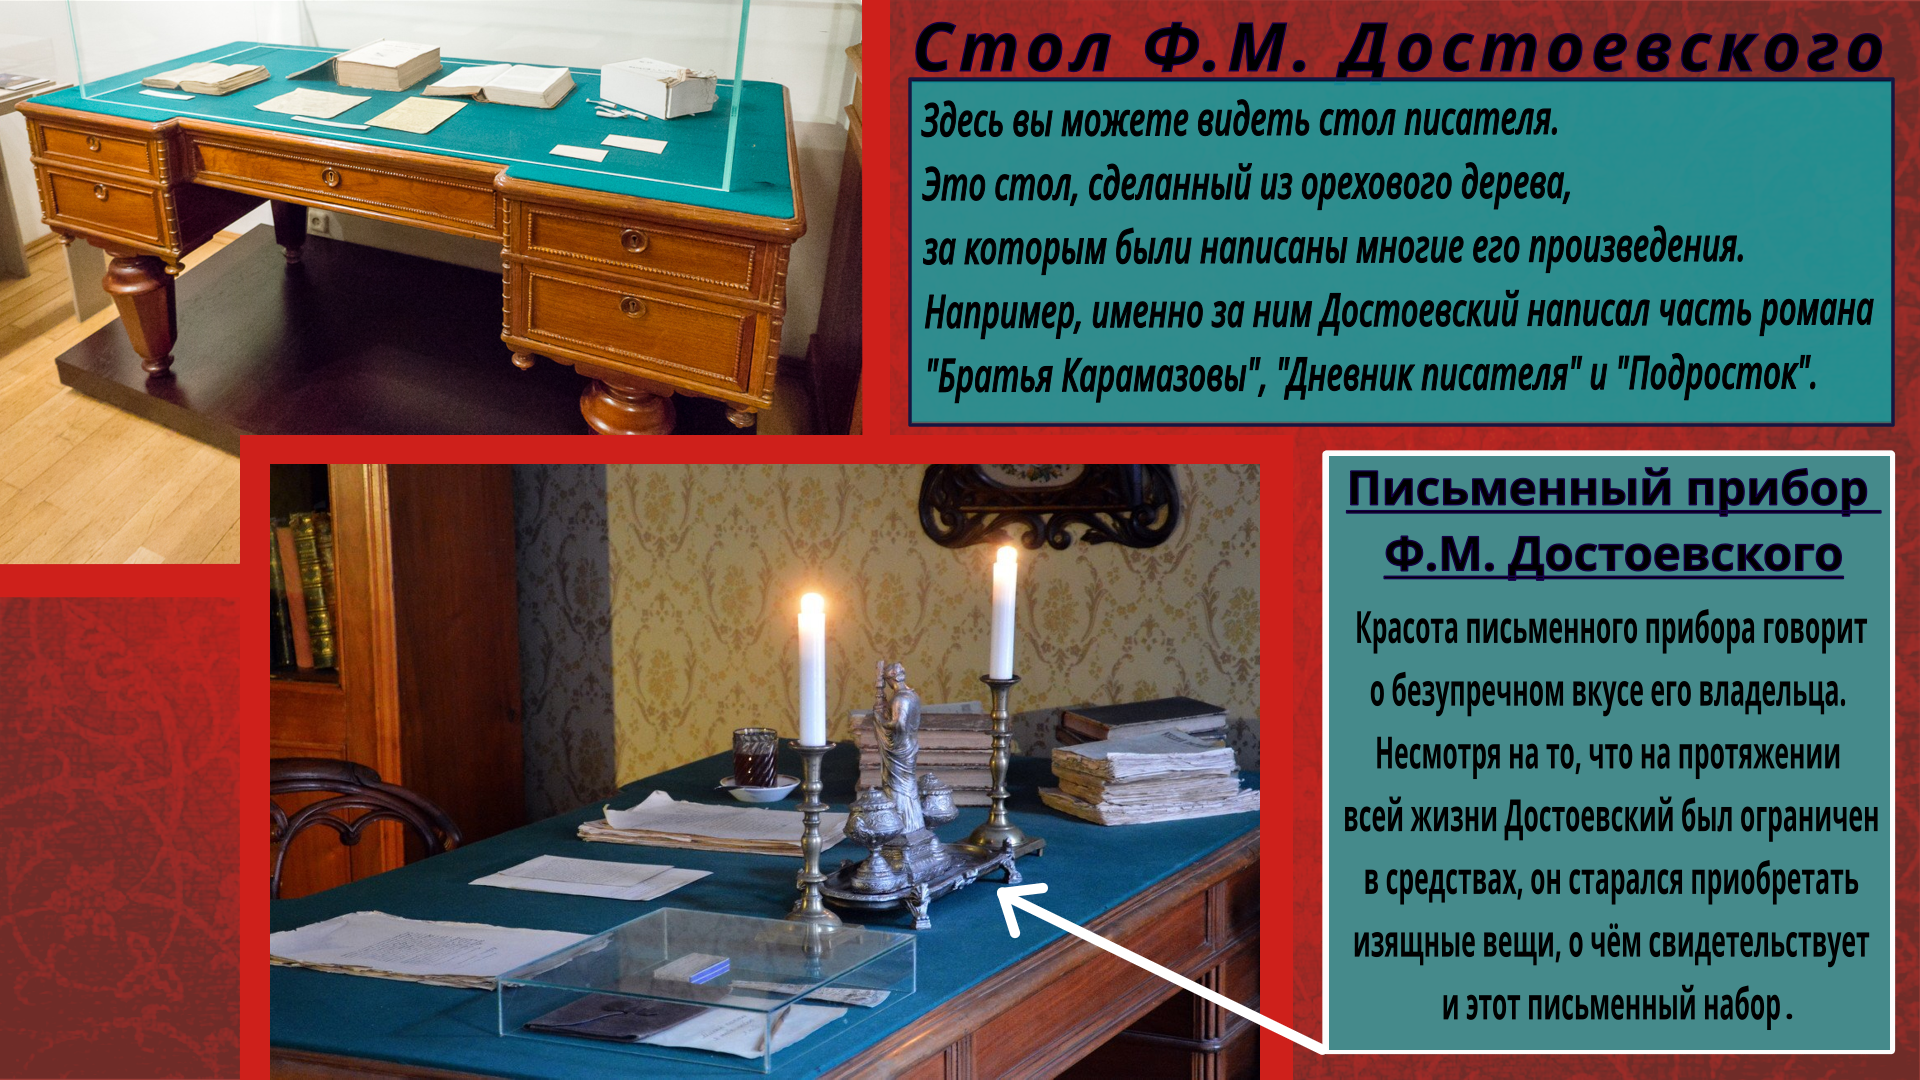 Стол Ф.М. Достоевского
Здесь вы можете видеть стол писателя.
Это стол, сделанный из орехового дерева,
за которым были написаны многие его произведения.
Например, именно за ним Достоевский написал часть романа
"Братья Карамазовы", "Дневник писателя" и "Подросток".
Письменный прибор
Ф.М. Достоевского
Красота письменного прибора говорит
о безупречном вкусе его владельца.
Несмотря на то, что на протяжении
всей жизни Достоевский был ограничен
в средствах, он старался приобретать
изящные вещи, о чём свидетельствует
и этот письменный набор .